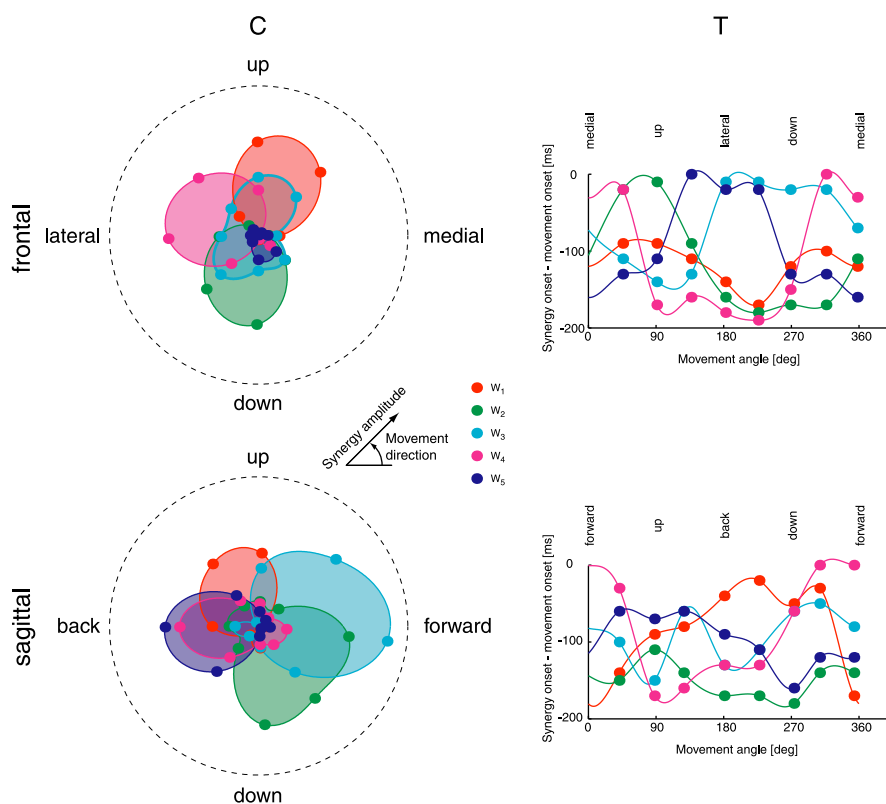 C
T
up
lateral
medial
down
frontal
medial
up
lateral
down
medial
Synergy onset - movement onset [ms]
0
-100
-200
0
90
180
270
360
Movement angle [deg]
Synergy amplitude
Movement
direction
W1
W2
W3
W4
W5
up
back
forward
down
sagittal
forward
up
back
down
forward
Synergy onset - movement onset [ms]
0
-100
-200
0
90
180
270
360
Movement angle [deg]